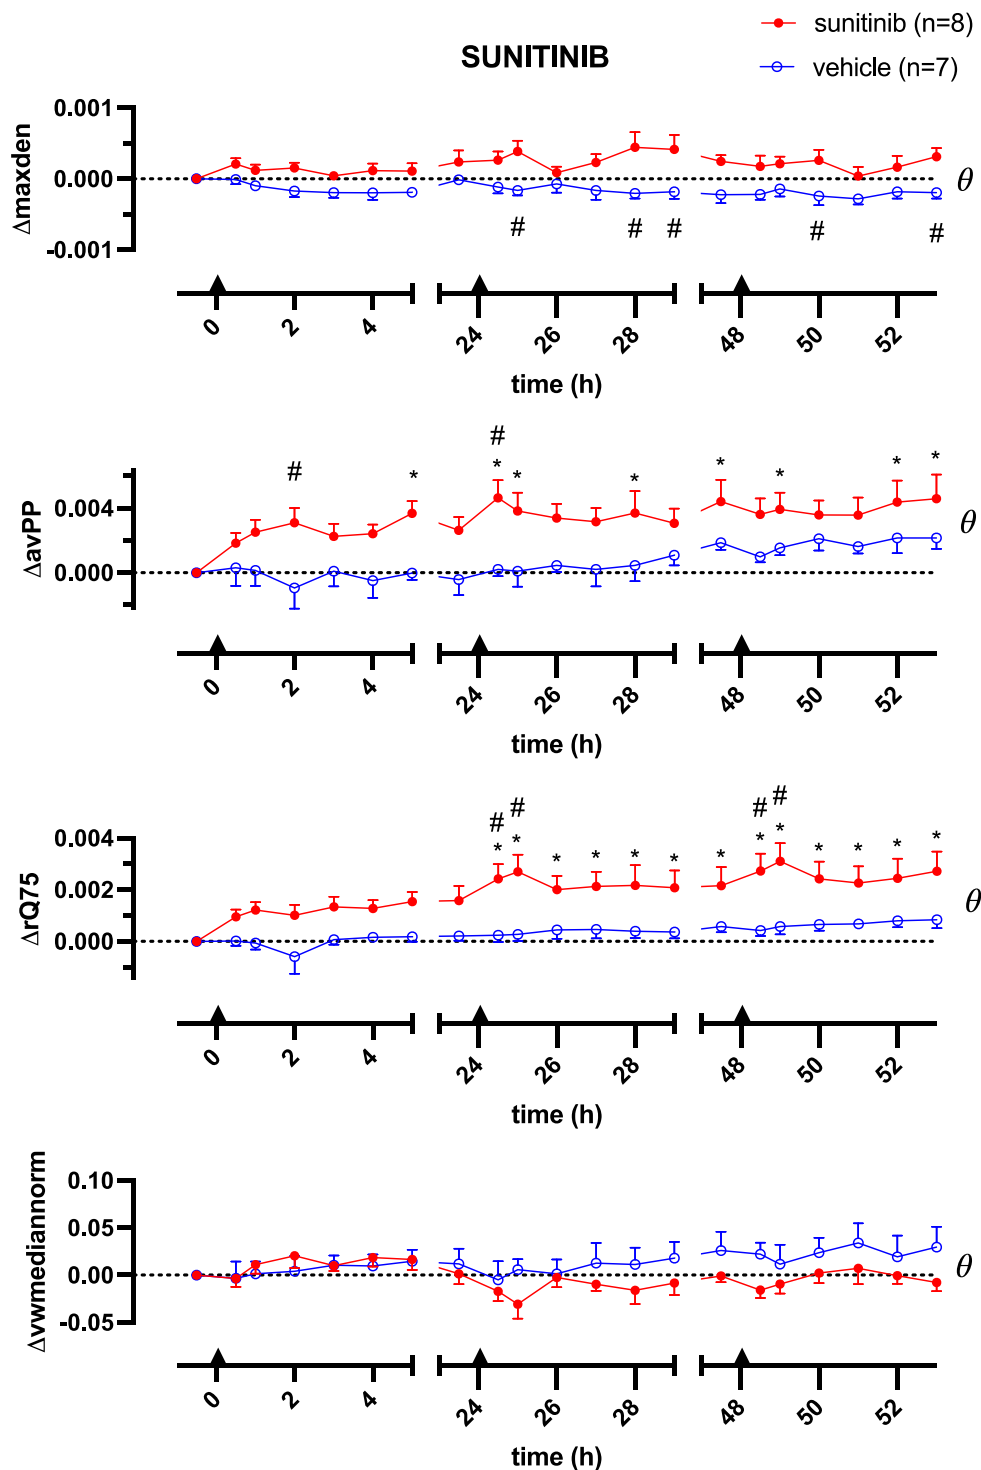 sunitinib (n=8)
SUNITINIB
vehicle (n=7)
0.001
0.000
-0.001
Δmaxden
θ
# # # # #
0 2 4 24 26 28 48 50 52
time (h)
#
# * * * * * * * *
0.004
0.000
ΔavPP
θ
0 2 4 24 26 28 48 50 52
time (h)
# # # #
* * * * * * * * * * * * *
0.004
0.002
0.000
ΔrQ75
θ
0 2 4 24 26 28 48 50 52
time (h)
0.10
0.05
0.00
-0.05
Δvwmediannorm
θ
0 2 4 24 26 28 48 50 52
time (h)